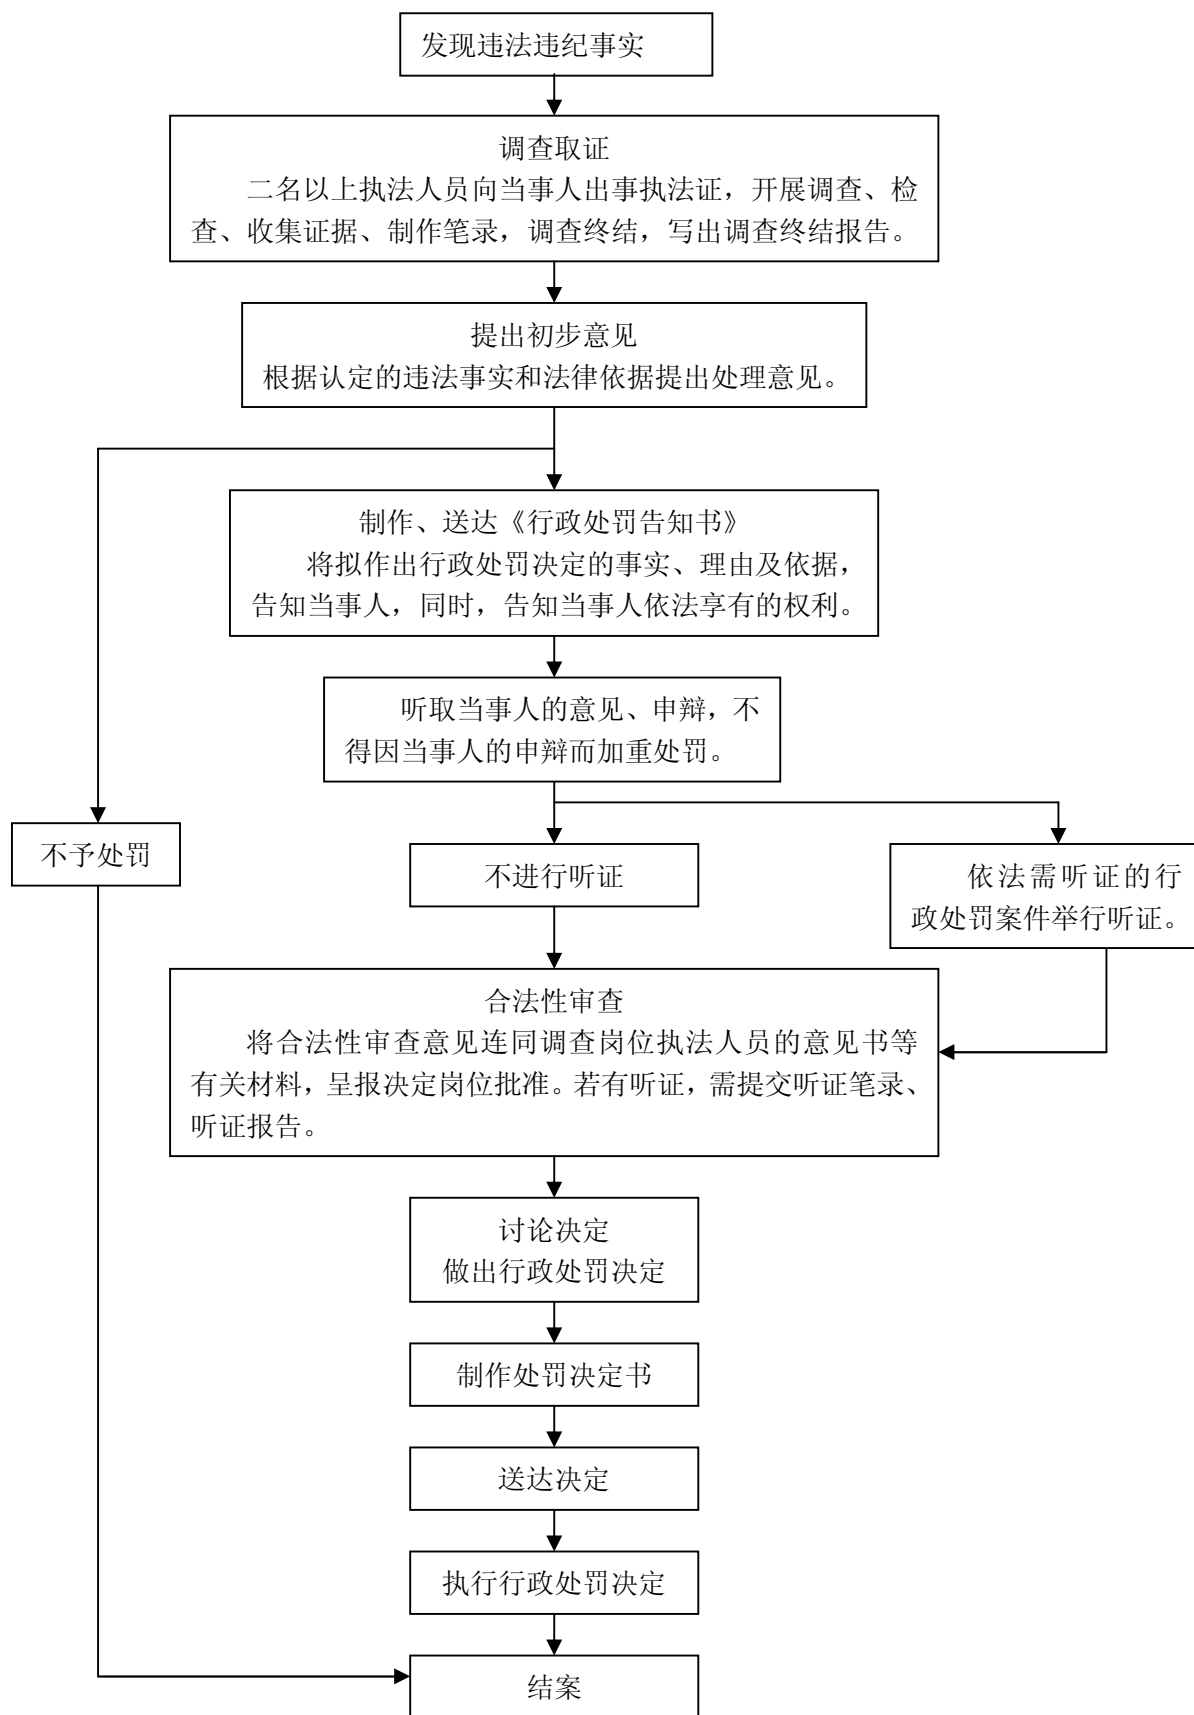 发现违法违纪事实
调查取证
二名以上执法人员向当事人出事执法证，开展调查、检
查、收集证据、制作笔录，调查终结，写出调查终结报告。
提出初步意见
根据认定的违法事实和法律依据提出处理意见。
制作、送达《行政处罚告知书》
将拟作出行政处罚决定的事实、理由及依据，
告知当事人，同时，告知当事人依法享有的权利。
听取当事人的意见、申辩，不
得因当事人的申辩而加重处罚。
不予处罚
不进行听证
依法需听证的行
政处罚案件举行听证。
合法性审查
将合法性审查意见连同调查岗位执法人员的意见书等
有关材料，呈报决定岗位批准。若有听证，需提交听证笔录、
听证报告。
讨论决定
做出行政处罚决定
制作处罚决定书
送达决定
执行行政处罚决定
结案